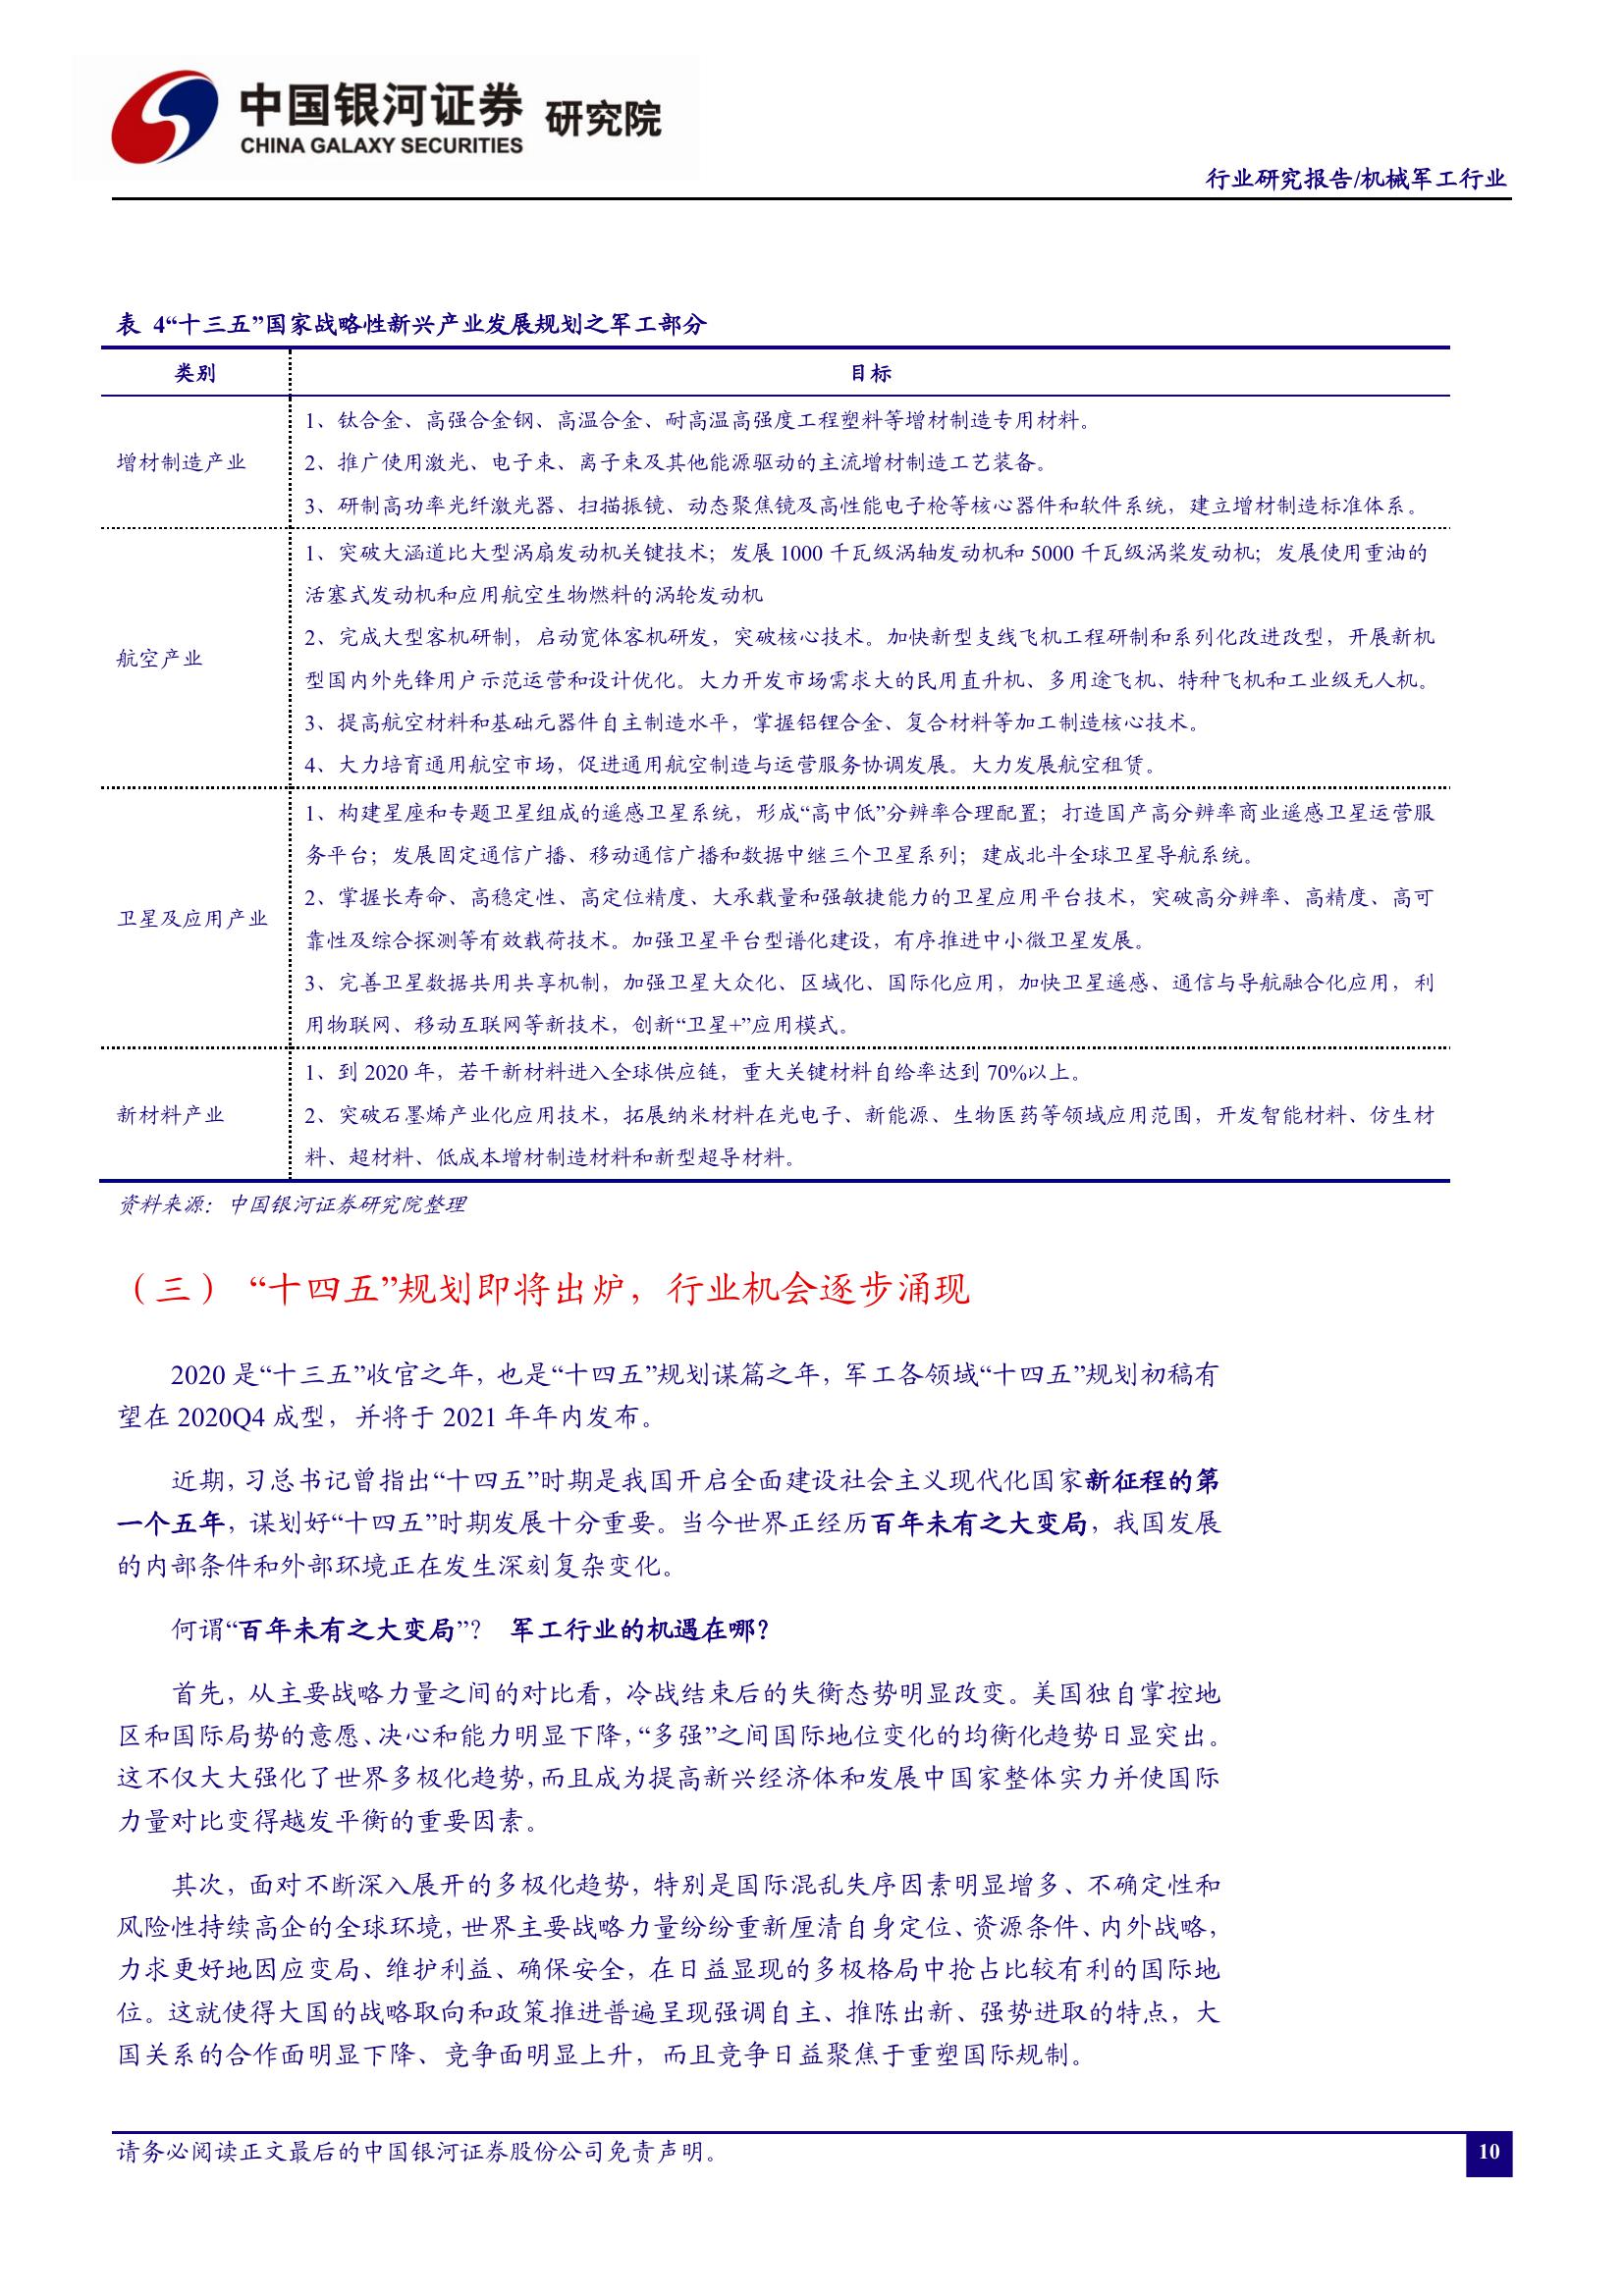 中国银河证券 研究院
CHINA GALAXY SECURITIES
行业研究报告/机械军工行业
表 4“十三五”国家战略性新兴产业发展规划之军工部分
类别 目标
增材制造产业
1、钛合金、高强合金钢、高温合金、耐高温高强度工程塑料等增材制造专用材料。
2、推广使用激光、电子束、离子束及其他能源驱动的主流增材制造工艺装备。
3、研制高功率光纤激光器、扫描振镜、动态聚焦镜及高性能电子枪等核心器件和软件系统，建立增材制造标准体系。
航空产业
1、突破大涵道比大型涡扇发动机关键技术；发展 1000 千瓦级涡轴发动机和 5000 千瓦级涡桨发动机；发展使用重油的
活塞式发动机和应用航空生物燃料的涡轮发动机
2、完成大型客机研制，启动宽体客机研发，突破核心技术。加快新型支线飞机工程研制和系列化改进改型，开展新机
型国内外先锋用户示范运营和设计优化。大力开发市场需求大的民用直升机、多用途飞机、特种飞机和工业级无人机。
3、提高航空材料和基础元器件自主制造水平，掌握铝锂合金、复合材料等加工制造核心技术。
4、大力培育通用航空市场，促进通用航空制造与运营服务协调发展。大力发展航空租赁。
卫星及应用产业
1、构建星座和专题卫星组成的遥感卫星系统，形成“高中低”分辨率合理配置；打造国产高分辨率商业遥感卫星运营服
务平台；发展固定通信广播、移动通信广播和数据中继三个卫星系列；建成北斗全球卫星导航系统。
2、掌握长寿命、高稳定性、高定位精度、大承载量和强敏捷能力的卫星应用平台技术，突破高分辨率、高精度、高可
靠性及综合探测等有效载荷技术。加强卫星平台型谱化建设，有序推进中小微卫星发展。
3、完善卫星数据共用共享机制，加强卫星大众化、区域化、国际化应用，加快卫星遥感、通信与导航融合化应用，利
用物联网、移动互联网等新技术，创新“卫星+”应用模式。
新材料产业
1、到 2020 年，若干新材料进入全球供应链，重大关键材料自给率达到 70%以上。
2、突破石墨烯产业化应用技术，拓展纳米材料在光电子、新能源、生物医药等领域应用范围，开发智能材料、仿生材
料、超材料、低成本增材制造材料和新型超导材料。
资料来源：中国银河证券研究院整理
（三） “十四五”规划即将出炉，行业机会逐步涌现
2020 是“十三五”收官之年，也是“十四五”规划谋篇之年，军工各领域“十四五”规划初稿有
望在 2020Q4 成型，并将于 2021 年年内发布。
近期，习总书记曾指出“十四五”时期是我国开启全面建设社会主义现代化国家新征程的第
一个五年，谋划好“十四五”时期发展十分重要。当今世界正经历百年未有之大变局，我国发展
的内部条件和外部环境正在发生深刻复杂变化。
何谓“百年未有之大变局”？ 军工行业的机遇在哪？
首先，从主要战略力量之间的对比看，冷战结束后的失衡态势明显改变。美国独自掌控地
区和国际局势的意愿、决心和能力明显下降，“多强”之间国际地位变化的均衡化趋势日显突出。
这不仅大大强化了世界多极化趋势，而且成为提高新兴经济体和发展中国家整体实力并使国际
力量对比变得越发平衡的重要因素。
其次，面对不断深入展开的多极化趋势，特别是国际混乱失序因素明显增多、不确定性和
风险性持续高企的全球环境，世界主要战略力量纷纷重新厘清自身定位、资源条件、内外战略，
力求更好地因应变局、维护利益、确保安全，在日益显现的多极格局中抢占比较有利的国际地
位。这就使得大国的战略取向和政策推进普遍呈现强调自主、推陈出新、强势进取的特点，大
国关系的合作面明显下降、竞争面明显上升，而且竞争日益聚焦于重塑国际规制。
请务必阅读正文最后的中国银河证券股份公司免责声明。
10